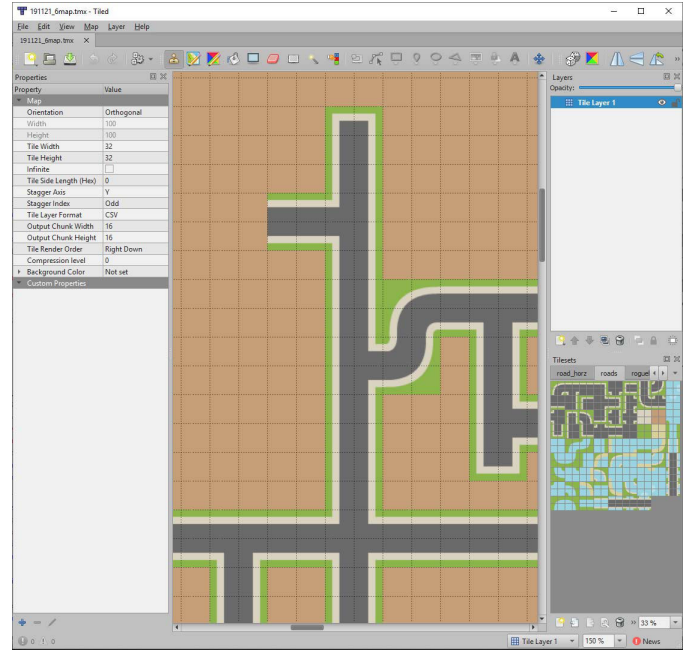 191121_6map.tmx - Tiled
File Edit View Map Layer Help
191121_6map.tmx
Properties
Property Value
Map
Orientation Orthogonal
Width 100
Height 100
Tile Width 32
Tile Height 32
Infinite
Tile Side Length (Hex) 0
Stagger Axis Y
Stagger Index Odd
Tile Layer Format CSV
Output Chunk Width 16
Output Chunk Height 16
Tile Render Order Right Down
Compression level 0
Background Color Not set
Custom Properties
Layers
Opacity:
Tile Layer 1
Tilesets
road_horz roads roguel
33 %
0 1 0
Tile Layer 1 150 % News